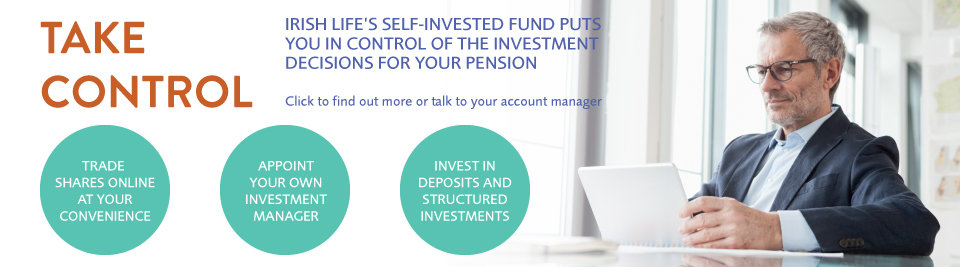 TAKE
CONTROL
IRISH LIFE'S SELF-INVESTED FUND PUTS
YOU IN CONTROL OF THE INVESTMENT
DECISIONS FOR YOUR PENSION
Click to find out more or talk to your account manager
TRADE
SHARES ONLINE
AT YOUR
CONVENIENCE
APPOINT
YOUR OWN
INVESTMENT
MANAGER
INVEST IN
DEPOSITS AND
STRUCTURED
INVESTMENTS